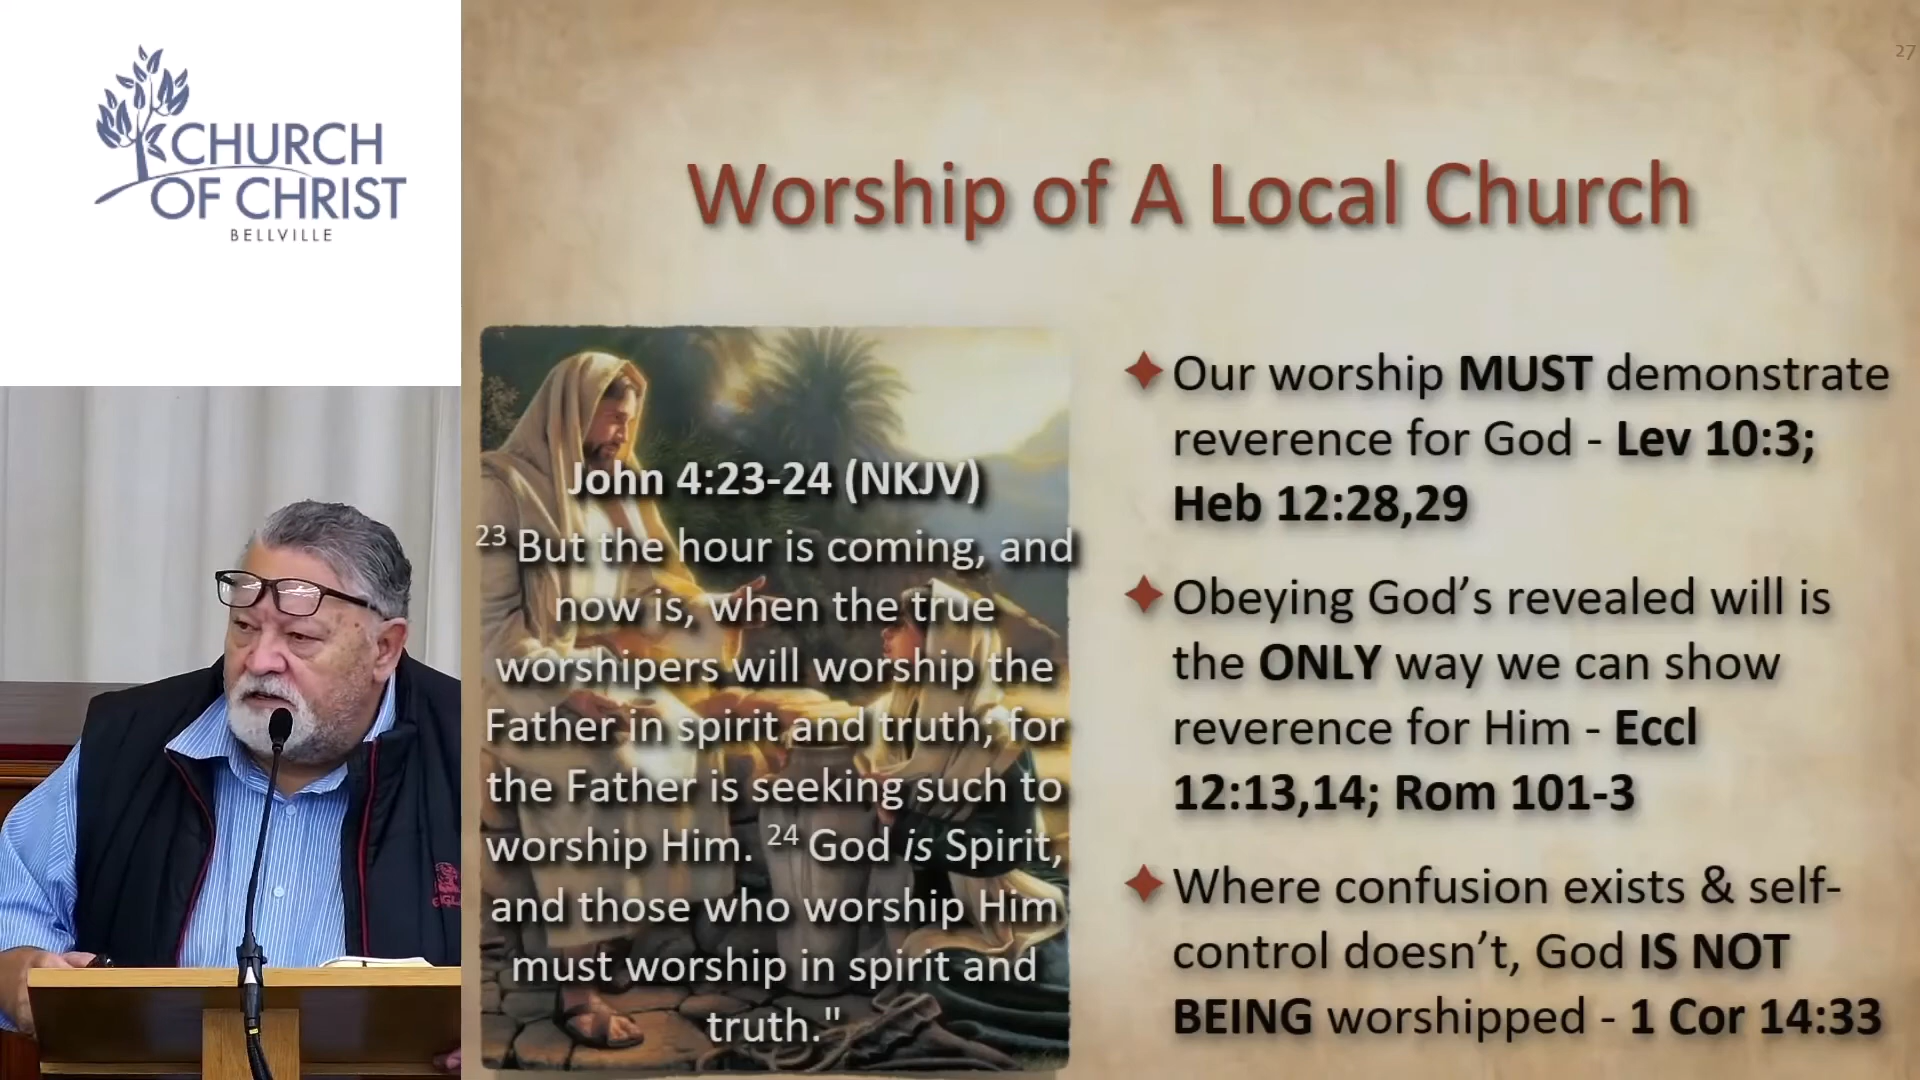 CHURCH
OF CHRIST
BELLVILLE
27
Worship of A Local Church
John 4:23-24 (NKJV)
23 But the hour is coming, and
now is, when the true
worshipers will worship the
Father in spirit and truth; for
the Father is seeking such to
worship Him. 24 God is Spirit,
and those who worship Him
must worship in spirit and
truth."
Our worship MUST demonstrate
reverence for God - Lev 10:3;
Heb 12:28,29
Obeying God’s revealed will is
the ONLY way we can show
reverence for Him - Eccl
12:13,14; Rom 101-3
Where confusion exists & self-
control doesn’t, God IS NOT
BEING worshipped - 1 Cor 14:33